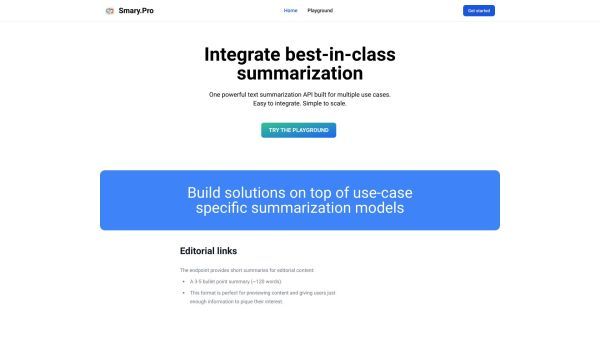 Smary.Pro
Home Playground
Get started
Integrate best-in-class
summarization
One powerful text summarization API built for multiple use cases.
Easy to integrate. Simple to scale.
TRY THE PLAYGROUND
Build solutions on top of use-case
specific summarization models
Editorial links
The endpoint provides short summaries for editorial content:
• A 3-5 bullet point summary (~120 words).
• This format is perfect for previewing content and giving users just
enough information to pique their interest.